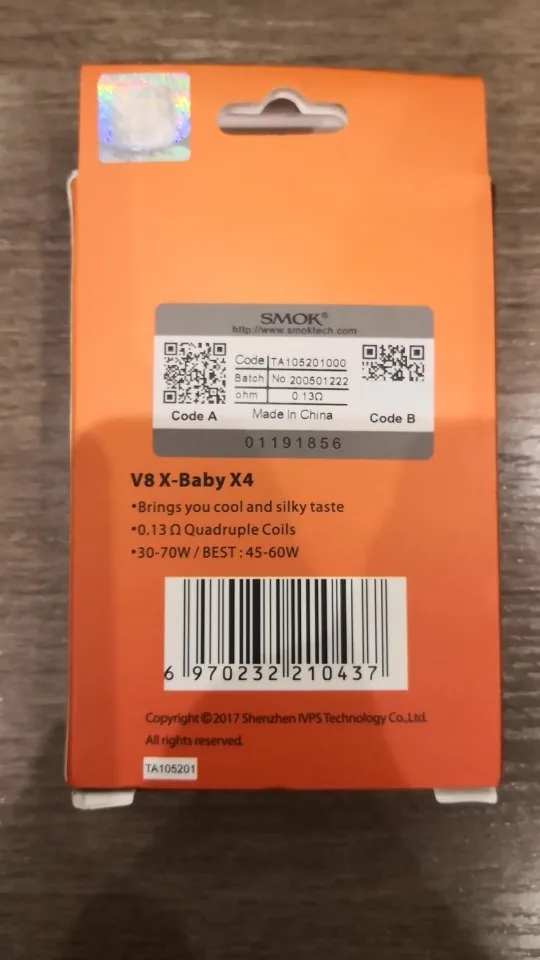 SMOK®
http://www.smoktech.com
Code TA105201000
Batch No.200501222
ohm 0.13Ω
Made In China
Code A
Code B
01191856
V8 X-Baby X4
•Brings you cool and silky taste
•0.13 Ω Quadruple Coils
•30-70W / BEST : 45-60W
6 970232 210437
Copyright ©2017 Shenzhen IVPS Technology Co.,Ltd.
All rights reserved.
TA105201